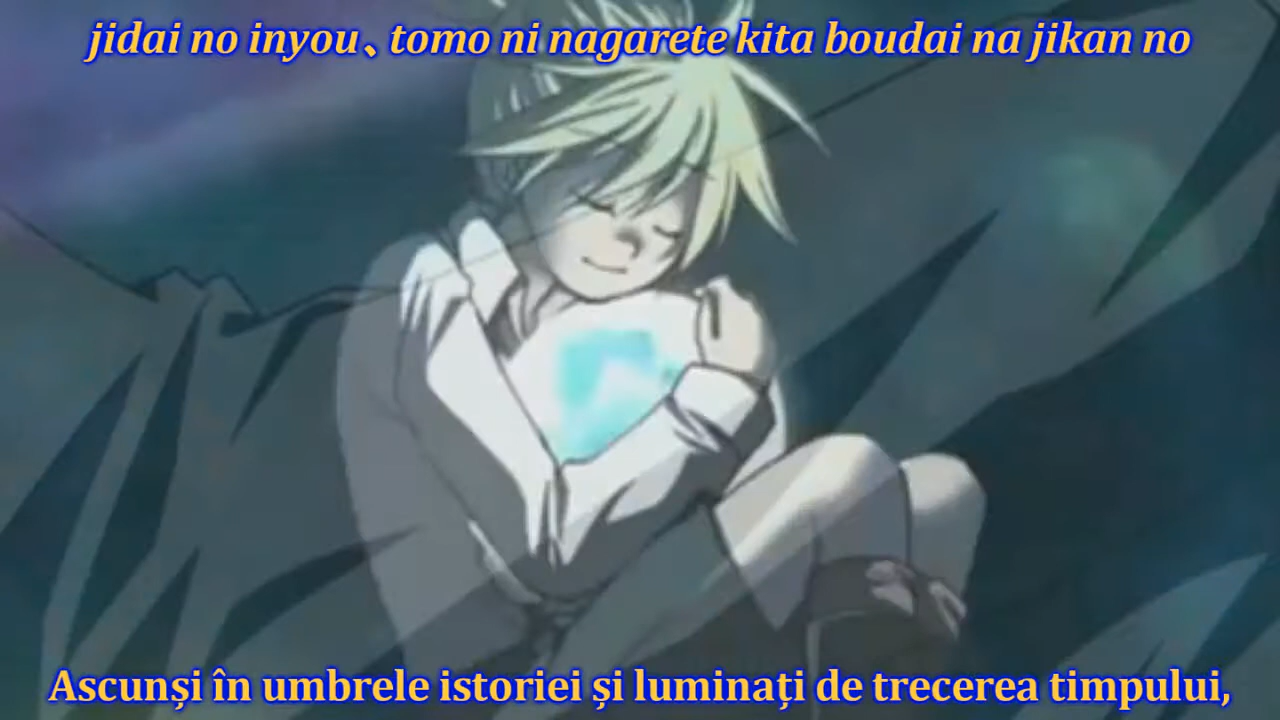 jidai no inyou、tomo ni nagarete kita boudai na jikan no
Ascunși în umbrele istoriei și luminați de trecerea timpului,